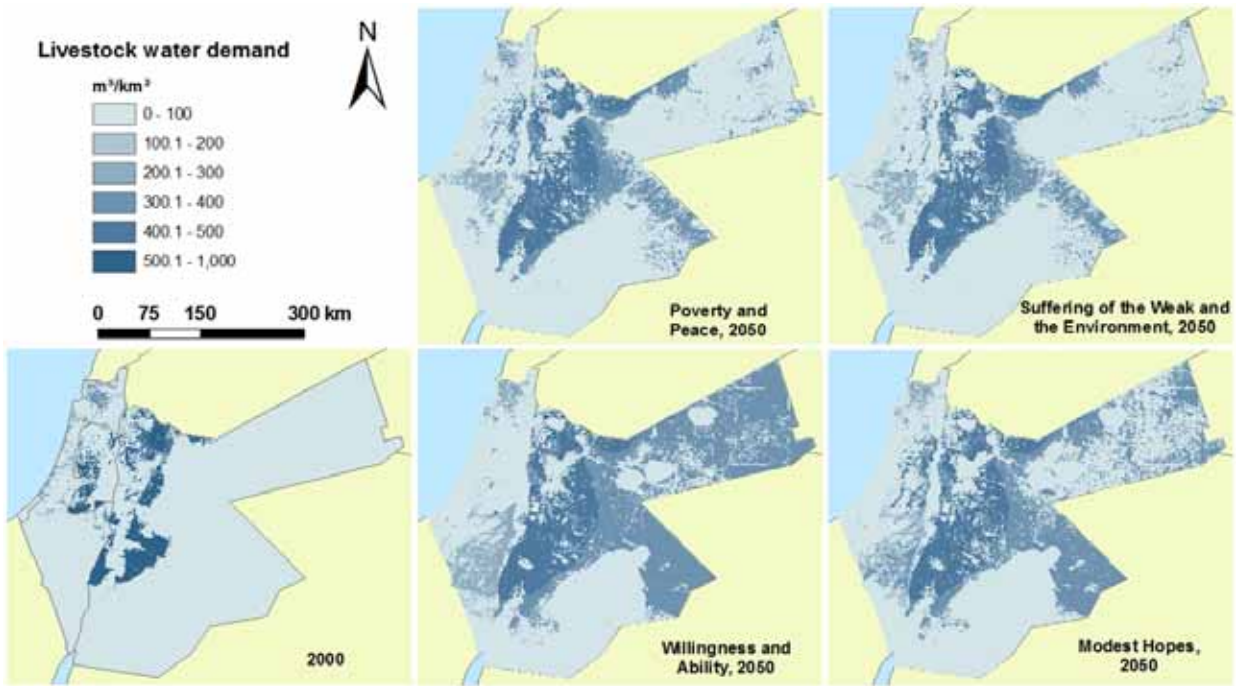 Livestock water demand
N
m³/km³
0 - 100
100.1 - 200
200.1 - 300
300.1 - 400
400.1 - 500
500.1 - 1,000
0 75 150 300 km
Poverty and
Peace, 2050
Suffering of the Weak and
the Environment, 2050
2000
Willingness and
Ability, 2050
Modest Hopes,
2050